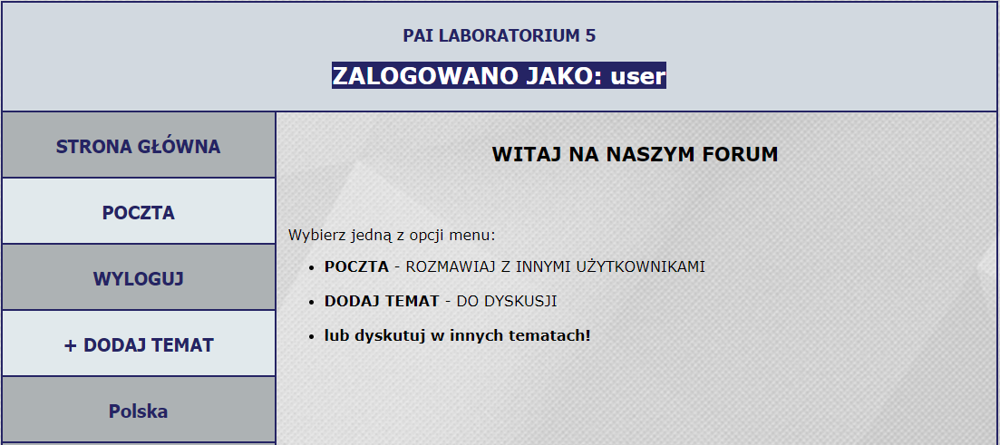 PAI LABORATORIUM 5
ZALOGOWANO JAKO: user
STRONA GŁÓWNA
POCZTA
WYLOGUJ
+ DODAJ TEMAT
Polska
WITAJ NA NASZYM FORUM
Wybierz jedną z opcji menu:
• POCZTA - ROZMAWIAJ Z INNYMI UŻYTKOWNIKAMI
• DODAJ TEMAT - DO DYSKUSJI
• lub dyskutuj w innych tematach!